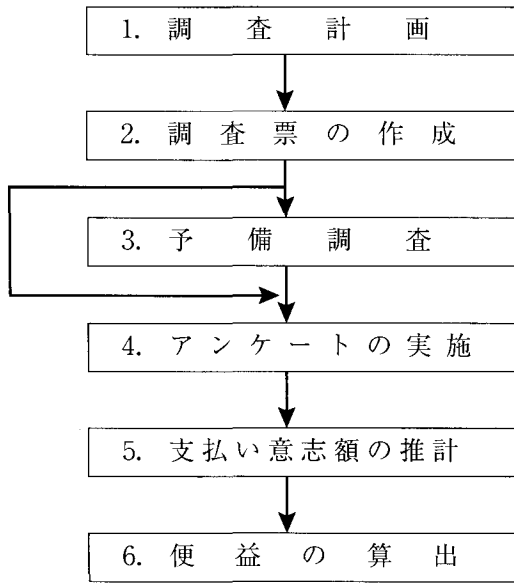 1. 調査計画
2. 調査票の作成
3. 予備調査
4. アンケートの実施
5. 支払い意志額の推計
6. 便益の算出